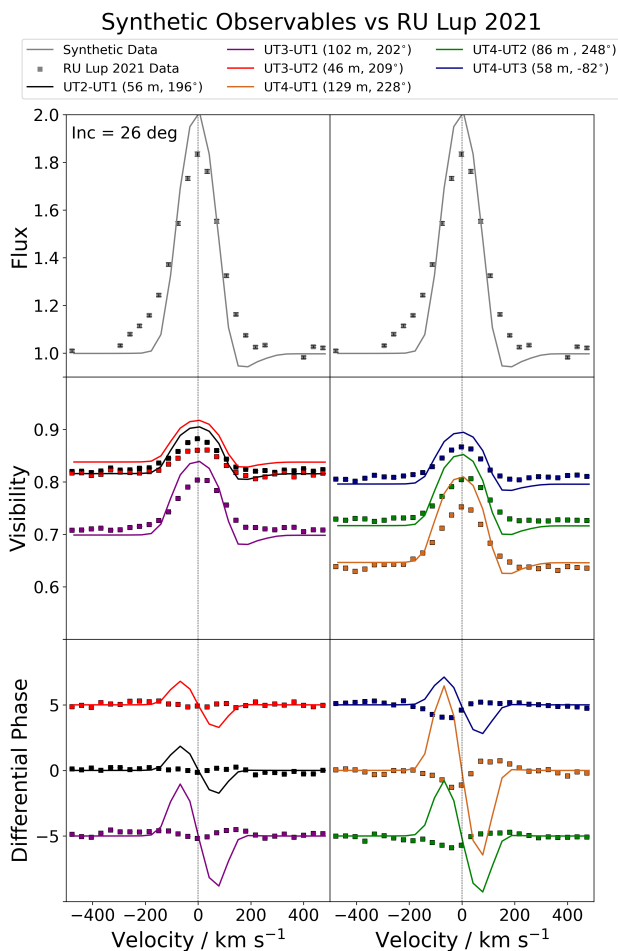 Synthetic Observables vs RU Lup 2021
Synthetic Data
RU Lup 2021 Data
UT2-UT1 (56 m, 196°)
UT3-UT1 (102 m, 202°)
UT3-UT2 (46 m, 209°)
UT4-UT1 (129 m, 228°)
UT4-UT2 (86 m , 248°)
UT4-UT3 (58 m, -82°)
Inc = 26 deg
Flux
2.0
1.8
1.6
1.4
1.2
1.0
Visibility
0.9
0.8
0.7
0.6
Differential Phase
5
0
−5
−400 −200 0 200 400
−400 −200 0 200 400
Velocity / km s⁻¹
Velocity / km s⁻¹